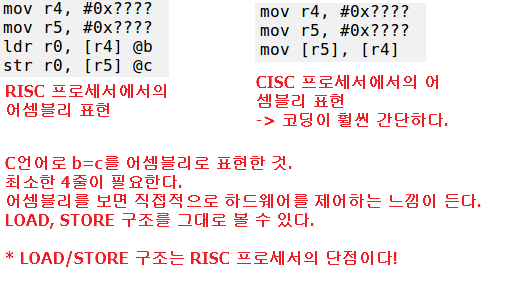 mov r4, #0x????
mov r5, #0x????
ldr r0, [r4] @b
str r0, [r5] @c
RISC 프로세서에서의
어셈블리 표현
mov r4, #0x????
mov r5, #0x????
mov [r5], [r4]
CISC 프로세서에서의 어
셈블리 표현
-> 코딩이 훨씬 간단하다.
C언어로 b=c를 어셈블리로 표현한 것.
최소한 4줄이 필요한다.
어셈블리를 보면 직접적으로 하드웨어를 제어하는 느낌이 든다.
LOAD, STORE 구조를 그대로 볼 수 있다.
* LOAD/STORE 구조는 RISC 프로세서의 단점이다!